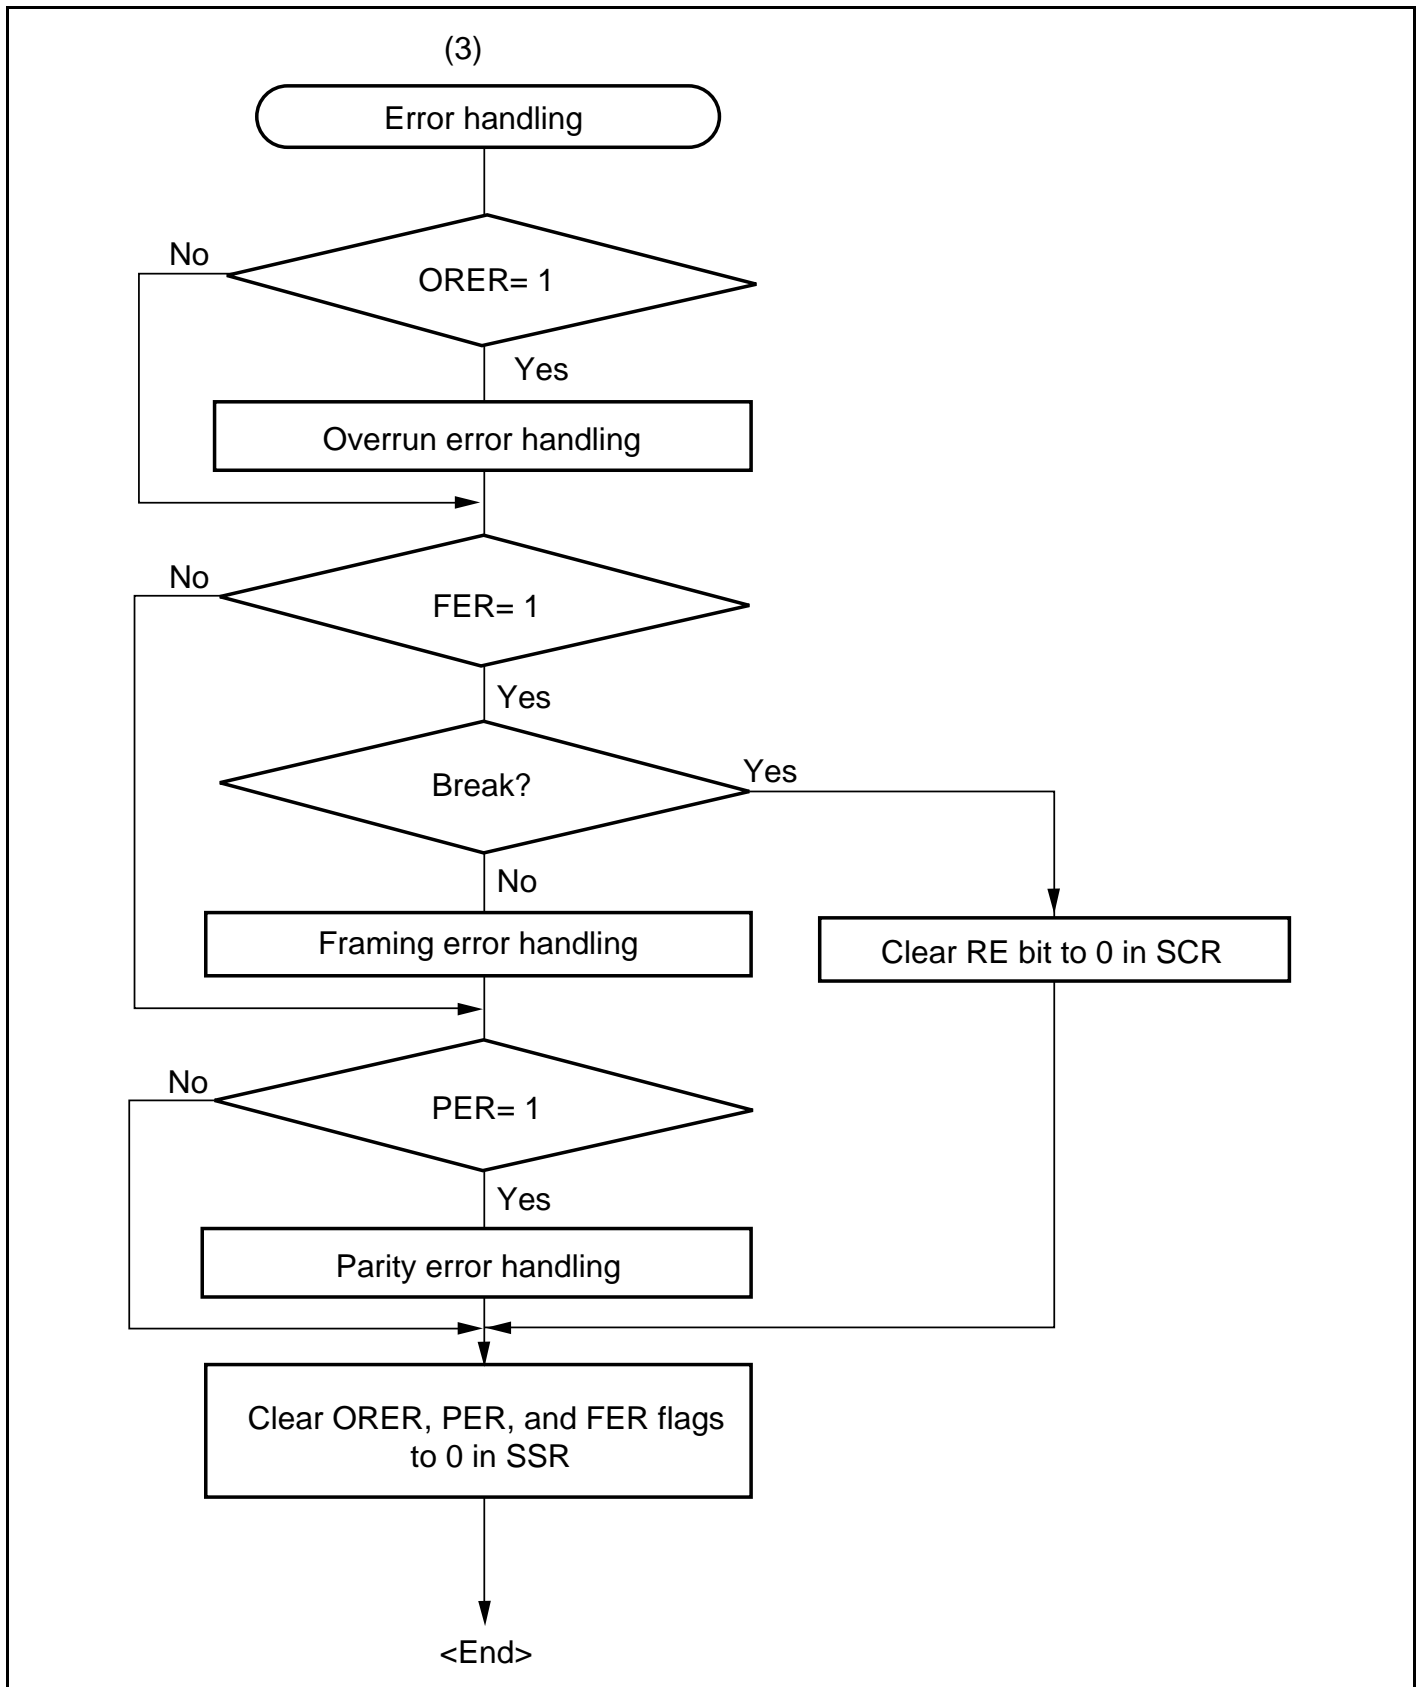 (3)
Error handling
No
ORER= 1
Yes
Overrun error handling
No
FER= 1
Yes
Break?
Yes
No
Framing error handling
Clear RE bit to 0 in SCR
No
PER= 1
Yes
Parity error handling
Clear ORER, PER, and FER flags
to 0 in SSR
<End>